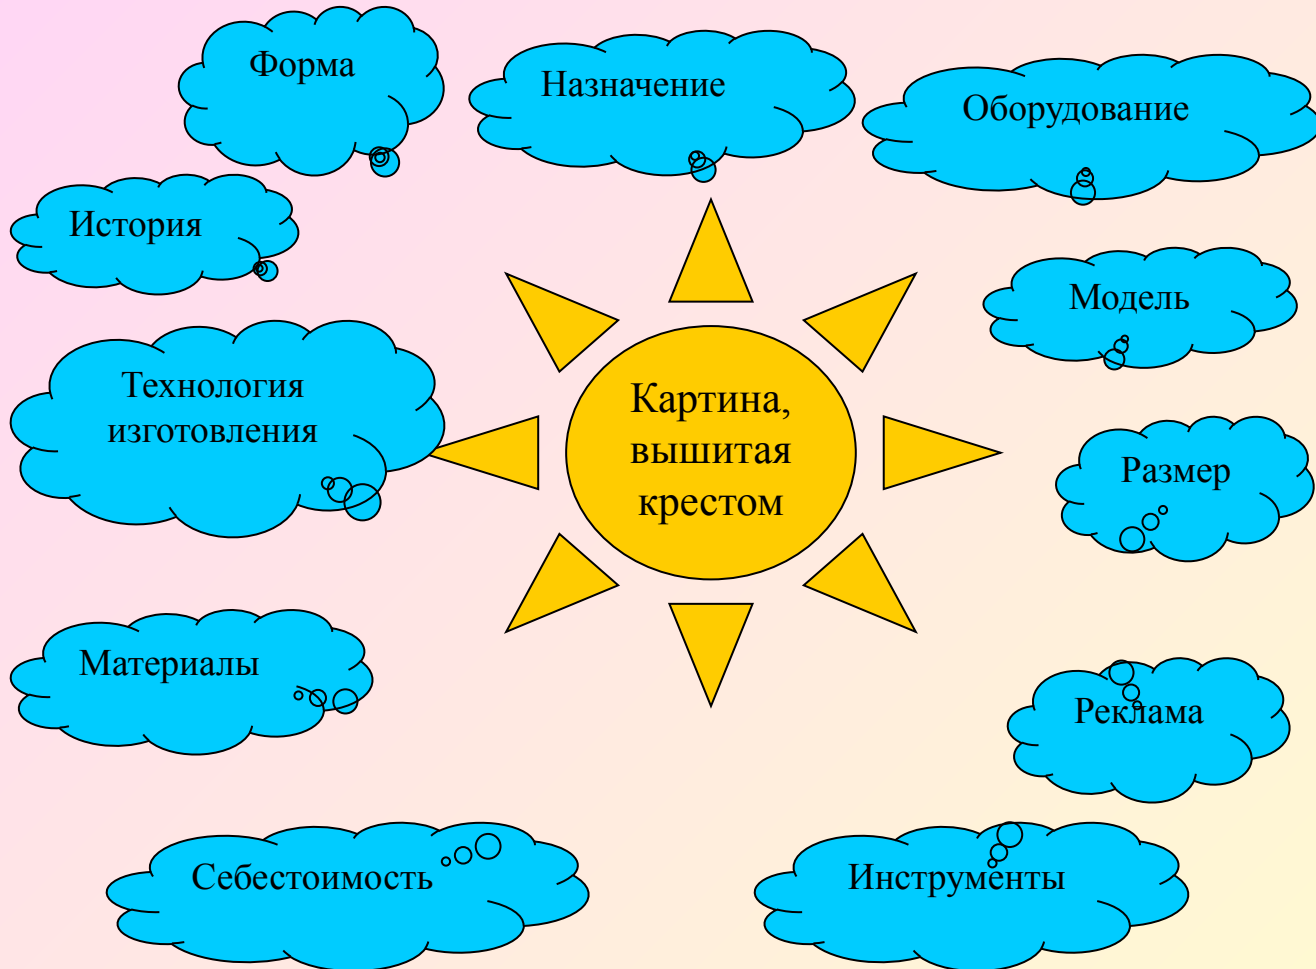 Форма
Назначение
Оборудование
История
Модель
Технология
изготовления
Картина,
вышитая
крестом
Размер
Материалы
Реклама
Себестоимость
Инструменты